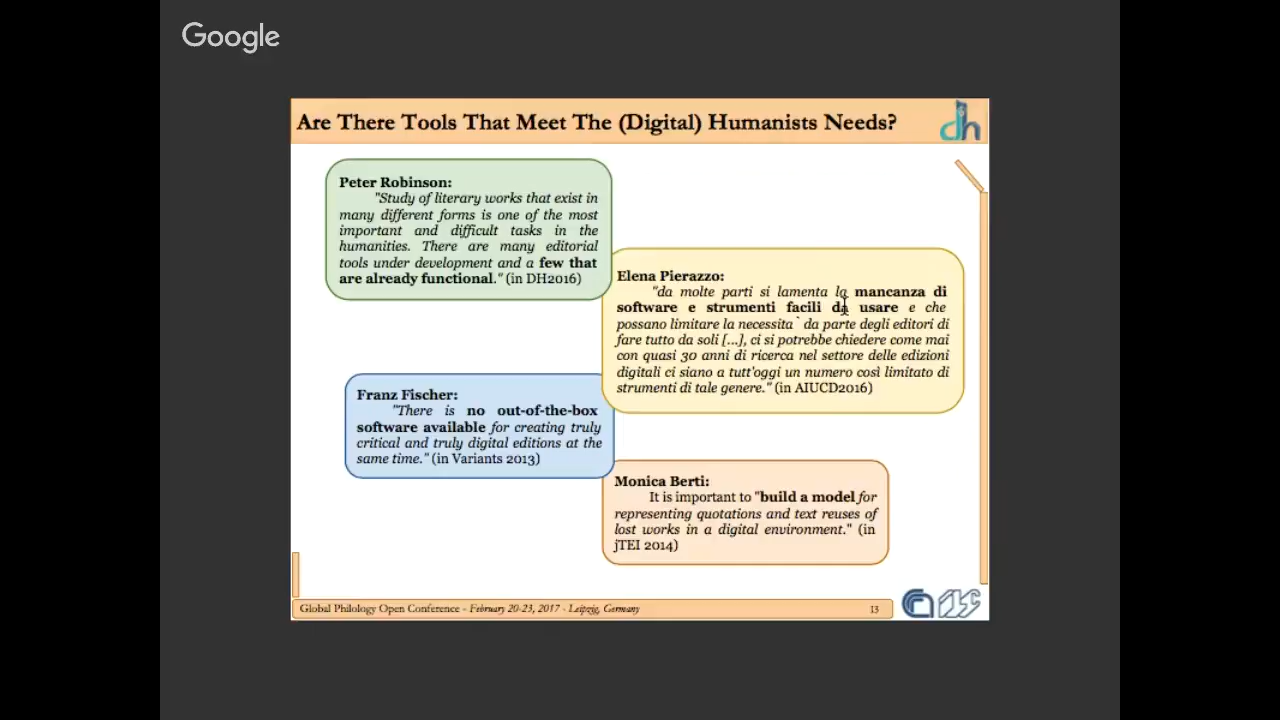 Google
Are There Tools That Meet The (Digital) Humanists Needs?
dh
Peter Robinson:
"Study of literary works that exist in
many different forms is one of the most
important and difficult tasks in the
humanities. There are many editorial
tools under development and a few that
are already functional." (in DH2016)
Elena Pierazzo:
"da molte parti si lamenta la mancanza di
software e strumenti facili da usare e che
possano limitare la necessita` da parte degli editori di
fare tutto da soli [...], ci si potrebbe chiedere come mai
con quasi 30 anni di ricerca nel settore delle edizioni
digitali ci siano a tutt'oggi un numero così limitato di
strumenti di tale genere." (in AIUCD2016)
Franz Fischer:
"There is no out-of-the-box
software available for creating truly
critical and truly digital editions at the
same time." (in Variants 2013)
Monica Berti:
It is important to "build a model for
representing quotations and text reuses of
lost works in a digital environment." (in
jTEI 2014)
Global Philology Open Conference - February 20-23, 2017 - Leipzig, Germany
13